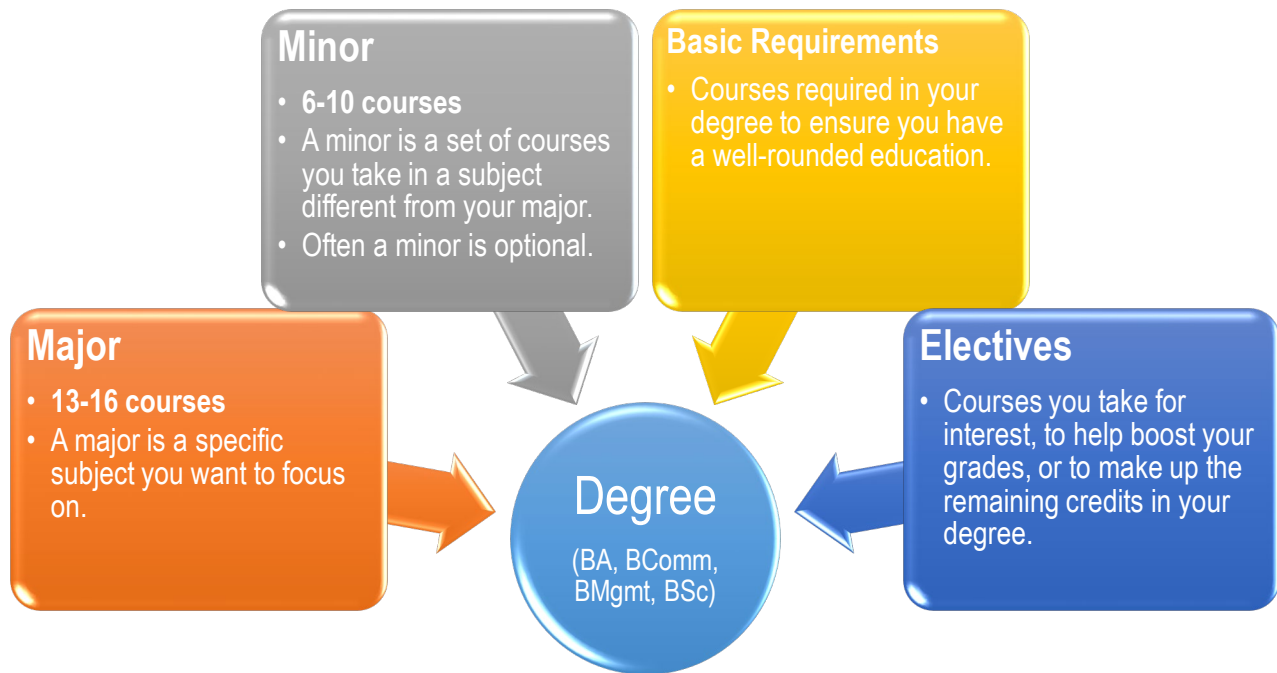 Minor
• 6-10 courses
• A minor is a set of courses
you take in a subject
different from your major.
• Often a minor is optional.
Basic Requirements
• Courses required in your
degree to ensure you have
a well-rounded education.
Major
• 13-16 courses
• A major is a specific
subject you want to focus
on.
Electives
• Courses you take for
interest, to help boost your
grades, or to make up the
remaining credits in your
degree.
Degree
(BA, BComm,
BMgmt, BSc)